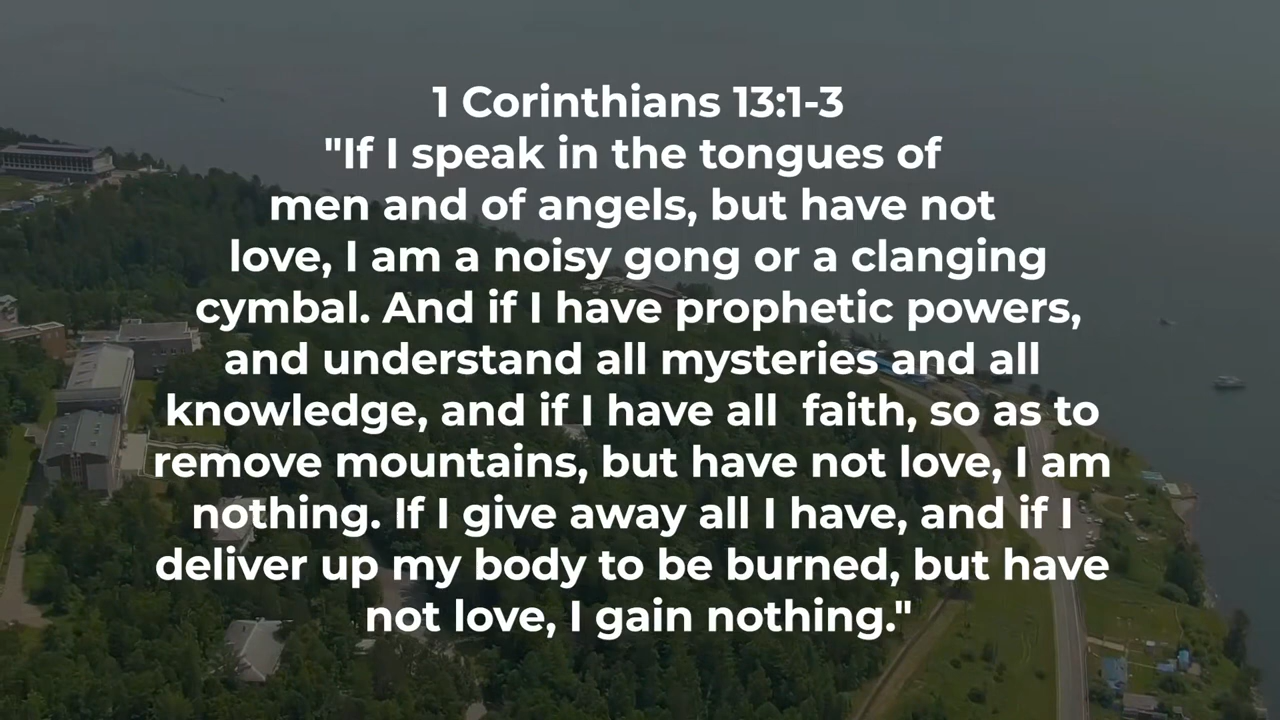 1 Corinthians 13:1-3
"If I speak in the tongues of
men and of angels, but have not
love, I am a noisy gong or a clanging
cymbal. And if I have prophetic powers,
and understand all mysteries and all
knowledge, and if I have all  faith, so as to
remove mountains, but have not love, I am
nothing. If I give away all I have, and if I
deliver up my body to be burned, but have
not love, I gain nothing."